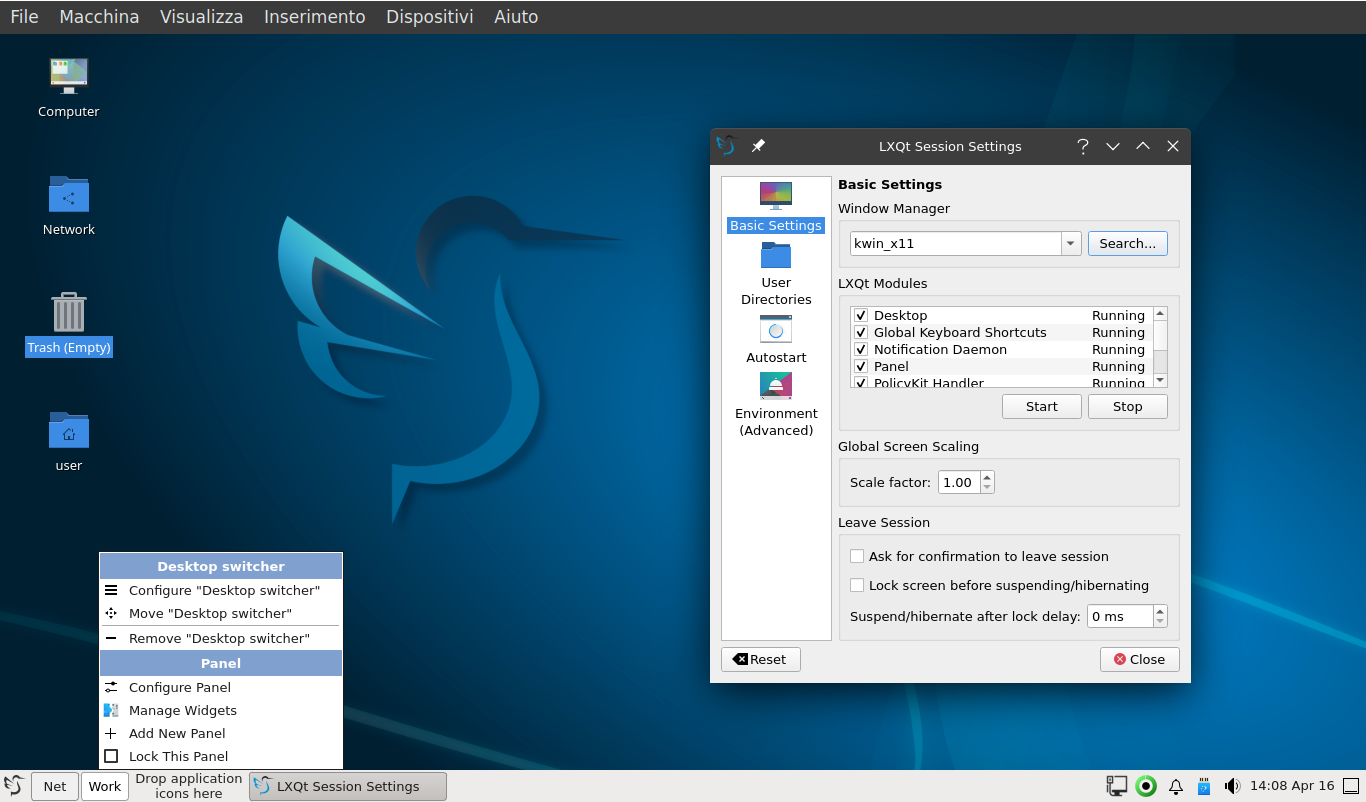 File Macchina Visualizza Inserimento Dispositivi Aiuto
Computer
Network
Trash (Empty)
user
LXQt Session Settings
Basic Settings
User
Directories
Autostart
Environment
(Advanced)
Basic Settings
Window Manager
kwin_x11 Search...
LXQt Modules
Desktop Running
Global Keyboard Shortcuts Running
Notification Daemon Running
Panel Running
PolicyKit Handler Running
Start Stop
Global Screen Scaling
Scale factor: 1.00
Leave Session
Ask for confirmation to leave session
Lock screen before suspending/hibernating
Suspend/hibernate after lock delay: 0 ms
Reset Close
Desktop switcher
Configure "Desktop switcher"
Move "Desktop switcher"
Remove "Desktop switcher"
Panel
Configure Panel
Manage Widgets
Add New Panel
Lock This Panel
Net Work
Drop application
icons here
LXQt Session Settings
14:08 Apr 16